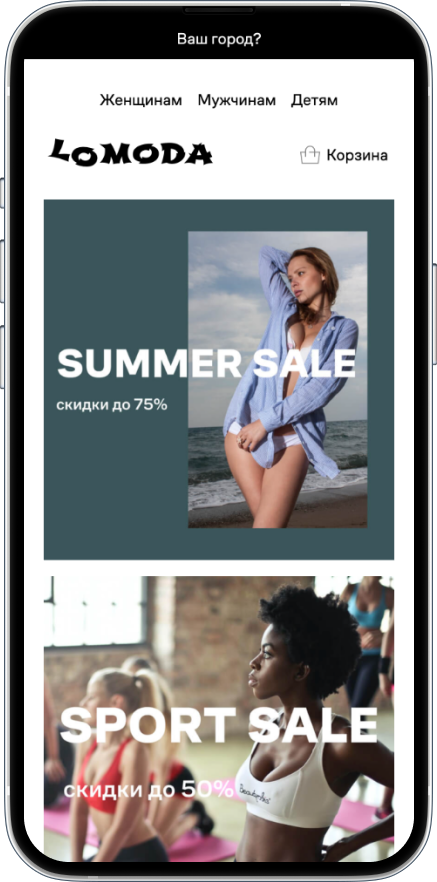 Ваш город?
Женщинам Мужчинам Детям
LOMODA
Корзина
SUMMER SALE
скидки до 75%
SPORT SALE
скидки до 50%